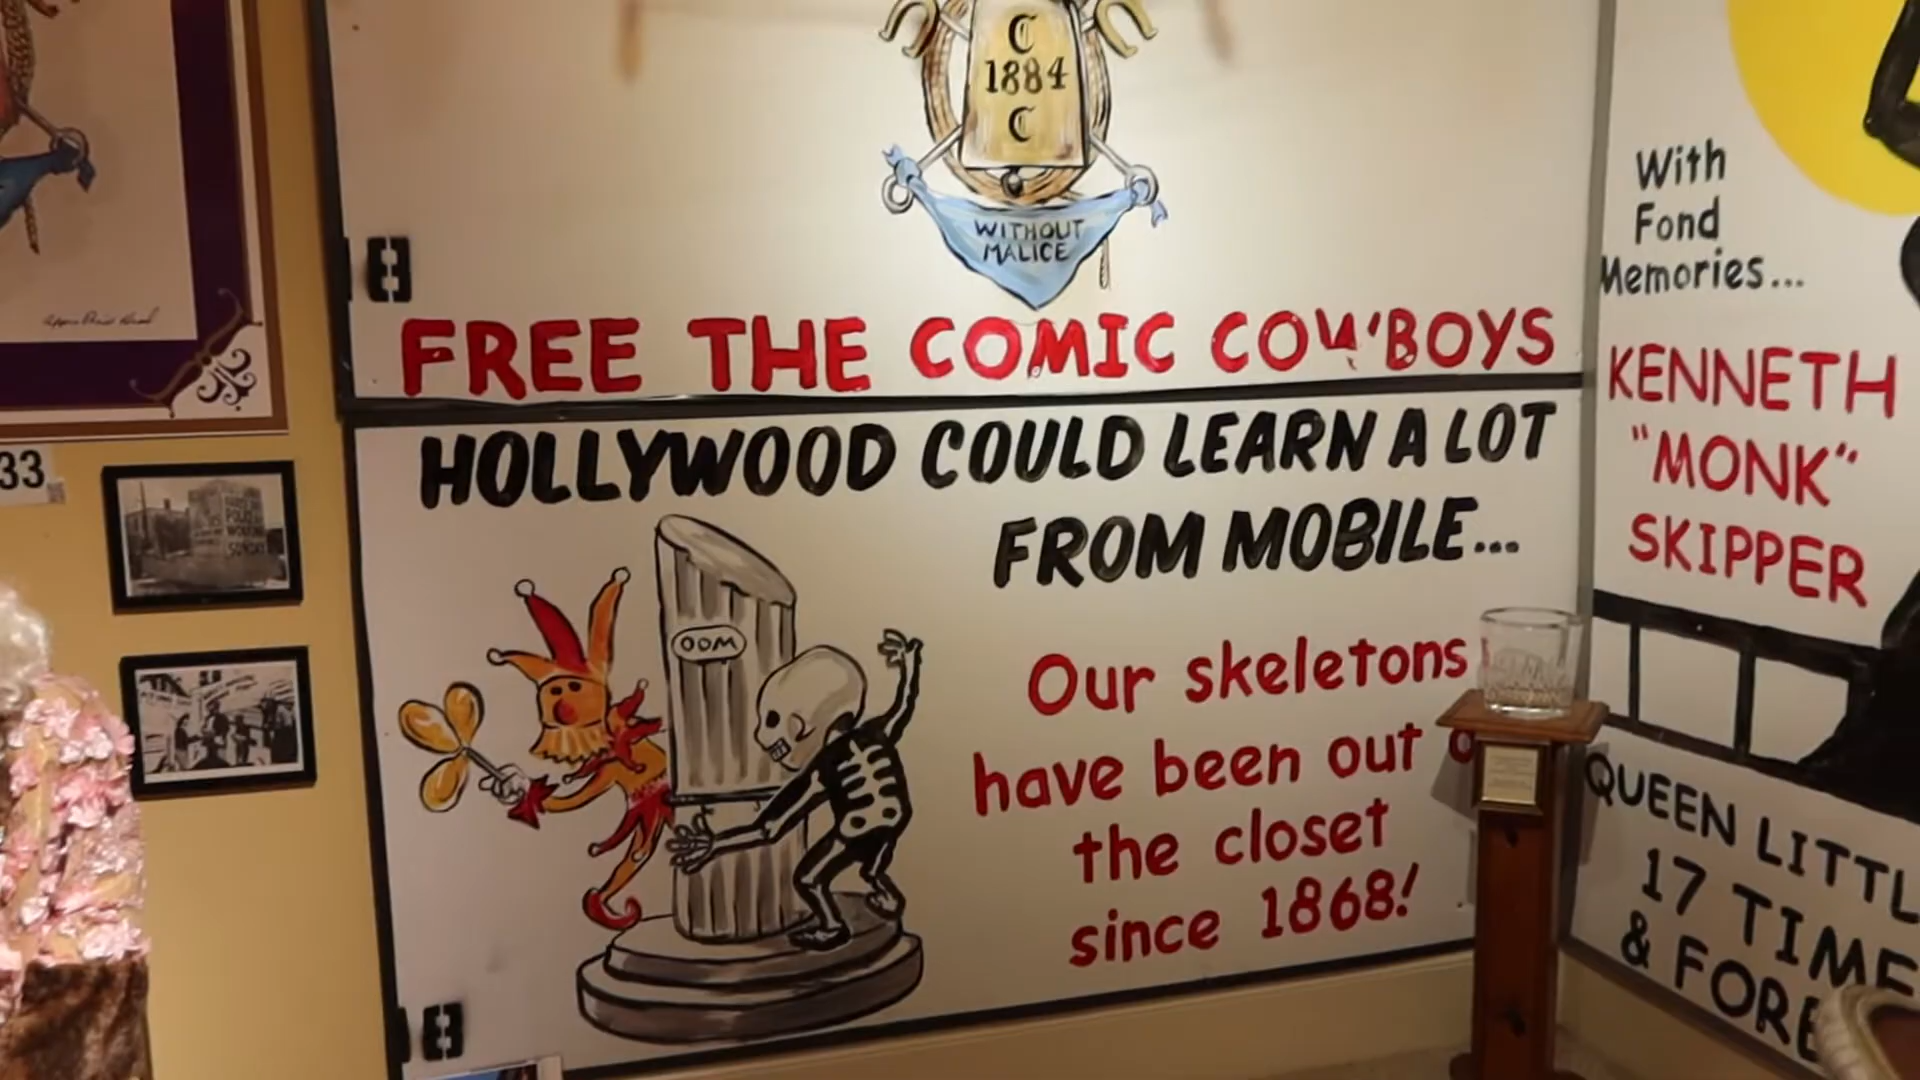 C
1884
C
WITHOUT
MALICE
FREE THE COMIC COW'BOYS
HOLLYWOOD COULD LEARN A LOT
FROM MOBILE...
OOM
Our skeletons
have been out o
the closet
since 1868!
With
Fond
Memories...
KENNETH
"MONK"
SKIPPER
QUEEN LITTL
17 TIME
& FORE
33